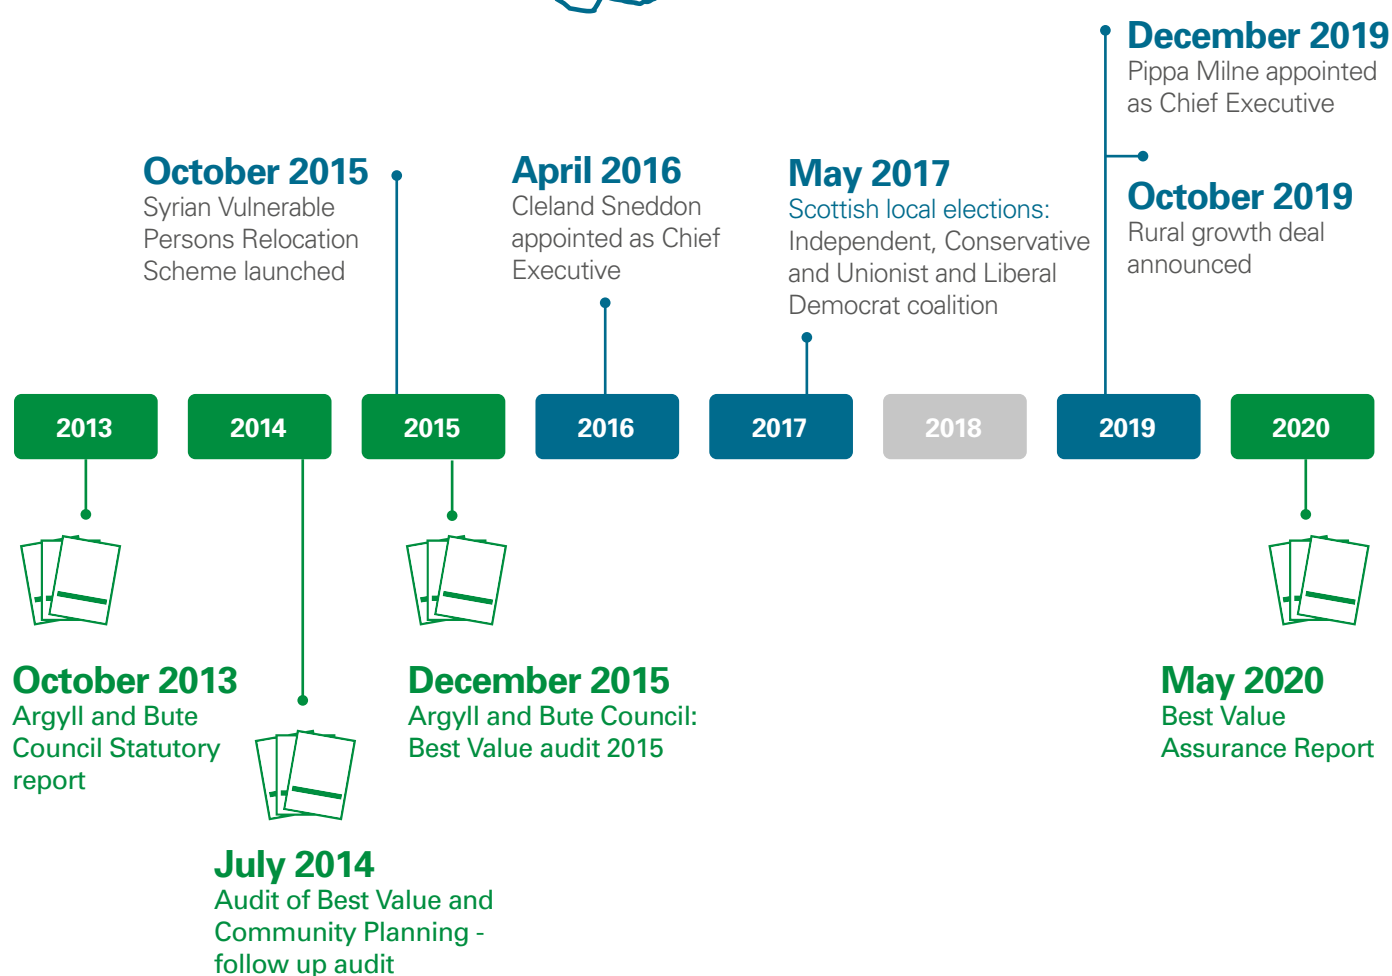 December 2019
Pippa Milne appointed
as Chief Executive
October 2015
Syrian Vulnerable
Persons Relocation
Scheme launched
April 2016
Cleland Sneddon
appointed as Chief
Executive
May 2017
Scottish local elections:
Independent, Conservative
and Unionist and Liberal
Democrat coalition
October 2019
Rural growth deal
announced
2013
2014
2015
2016
2017
2018
2019
2020
October 2013
Argyll and Bute
Council Statutory
report
December 2015
Argyll and Bute Council:
Best Value audit 2015
May 2020
Best Value
Assurance Report
July 2014
Audit of Best Value and
Community Planning -
follow up audit